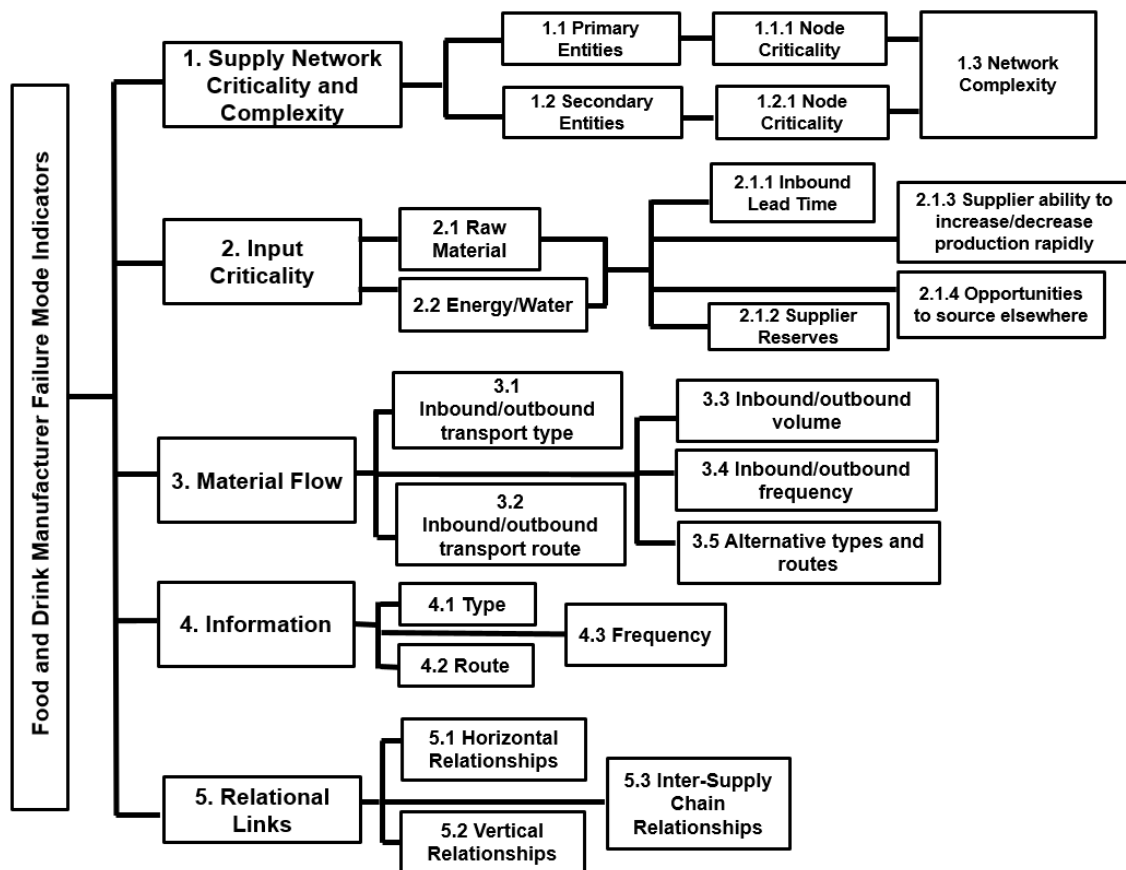 Food and Drink Manufacturer Failure Mode Indicators
1. Supply Network
Criticality and
Complexity
1.1 Primary
Entities
1.1.1 Node
Criticality
1.2 Secondary
Entities
1.2.1 Node
Criticality
1.3 Network
Complexity
2. Input
Criticality
2.1 Raw
Material
2.2 Energy/Water
2.1.1 Inbound
Lead Time
2.1.3 Supplier ability to
increase/decrease
production rapidly
2.1.4 Opportunities
to source elsewhere
2.1.2 Supplier
Reserves
3. Material Flow
3.1
Inbound/outbound
transport type
3.2
Inbound/outbound
transport route
3.3 Inbound/outbound
volume
3.4 Inbound/outbound
frequency
3.5 Alternative types and
routes
4. Information
4.1 Type
4.2 Route
4.3 Frequency
5. Relational
Links
5.1 Horizontal
Relationships
5.2 Vertical
Relationships
5.3 Inter-Supply
Chain
Relationships